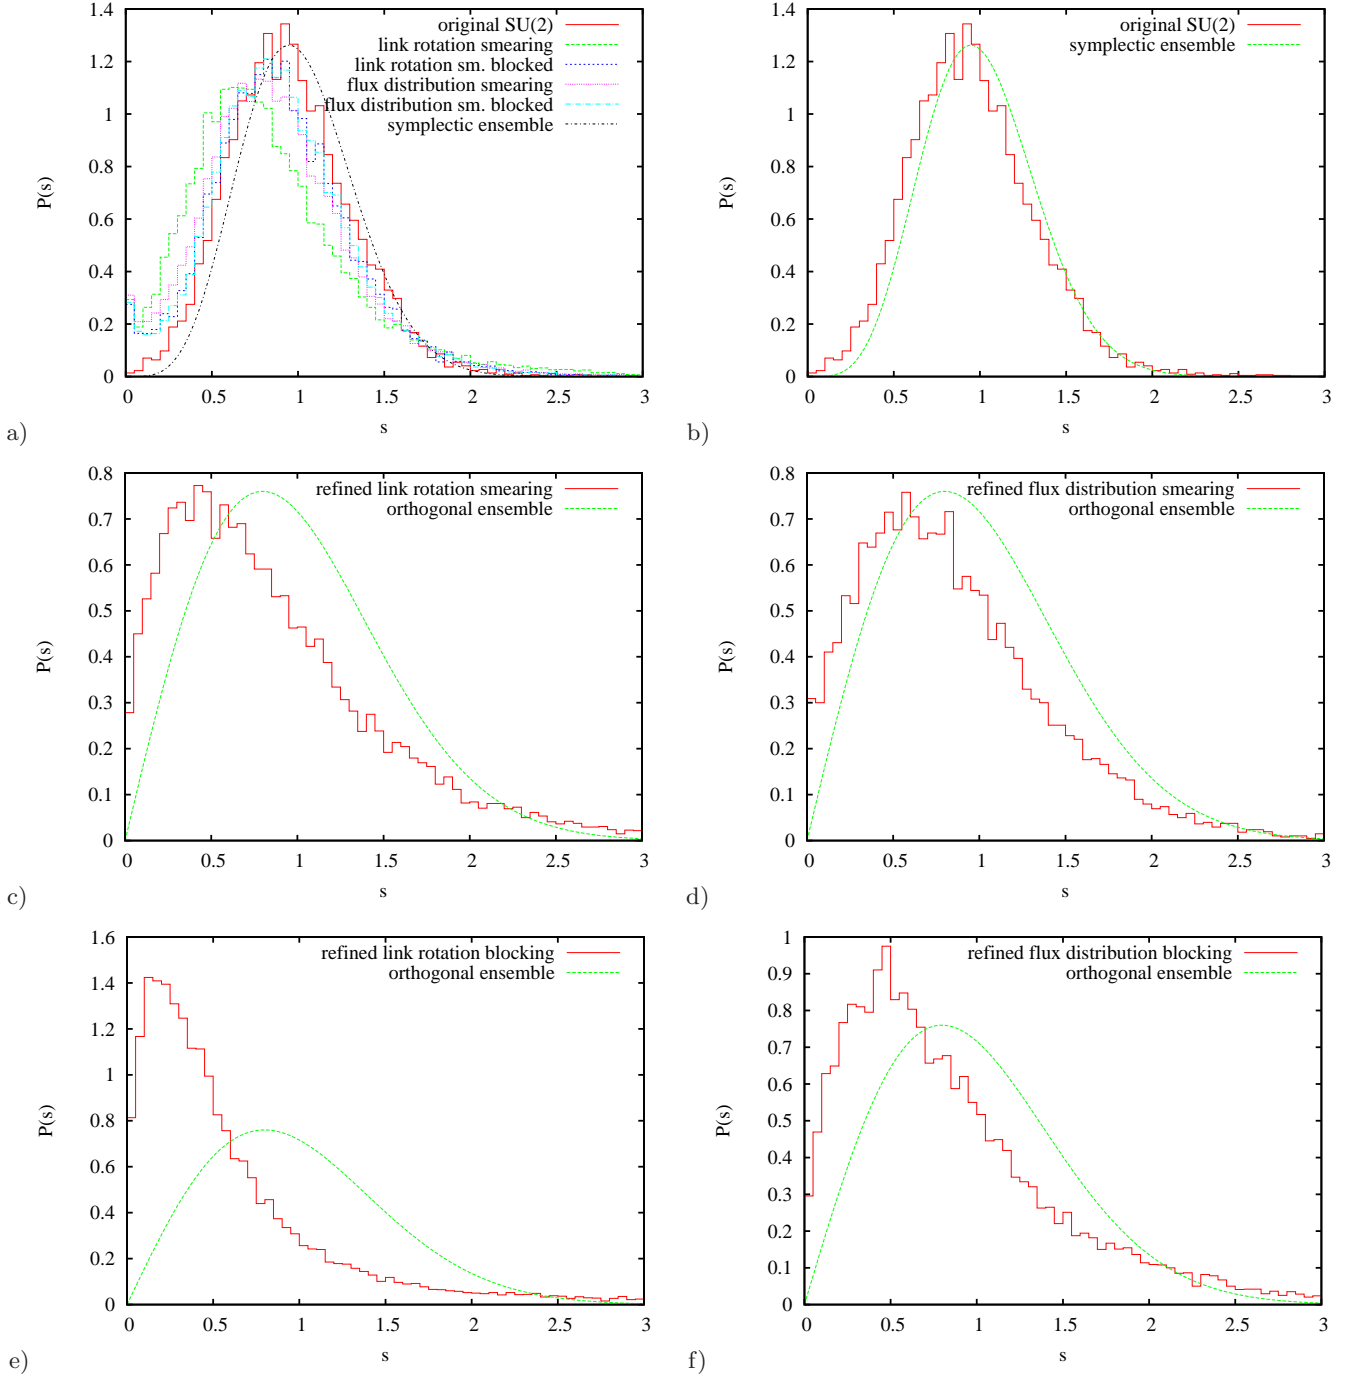 original SU(2)
link rotation smearing
link rotation sm. blocked
flux distribution smearing
flux distribution sm. blocked
symplectic ensemble
P(s)
1.4
1.2
1
0.8
0.6
0.4
0.2
0
0 0.5 1 1.5 2 2.5 3
s
a)
original SU(2)
symplectic ensemble
P(s)
1.4
1.2
1
0.8
0.6
0.4
0.2
0
0 0.5 1 1.5 2 2.5 3
s
b)
refined link rotation smearing
orthogonal ensemble
P(s)
0.8
0.7
0.6
0.5
0.4
0.3
0.2
0.1
0
0 0.5 1 1.5 2 2.5 3
s
c)
refined flux distribution smearing
orthogonal ensemble
P(s)
0.8
0.7
0.6
0.5
0.4
0.3
0.2
0.1
0
0 0.5 1 1.5 2 2.5 3
s
d)
refined link rotation blocking
orthogonal ensemble
P(s)
1.6
1.4
1.2
1
0.8
0.6
0.4
0.2
0
0 0.5 1 1.5 2 2.5 3
s
e)
refined flux distribution blocking
orthogonal ensemble
P(s)
1
0.9
0.8
0.7
0.6
0.5
0.4
0.3
0.2
0.1
0
0 0.5 1 1.5 2 2.5 3
s
f)